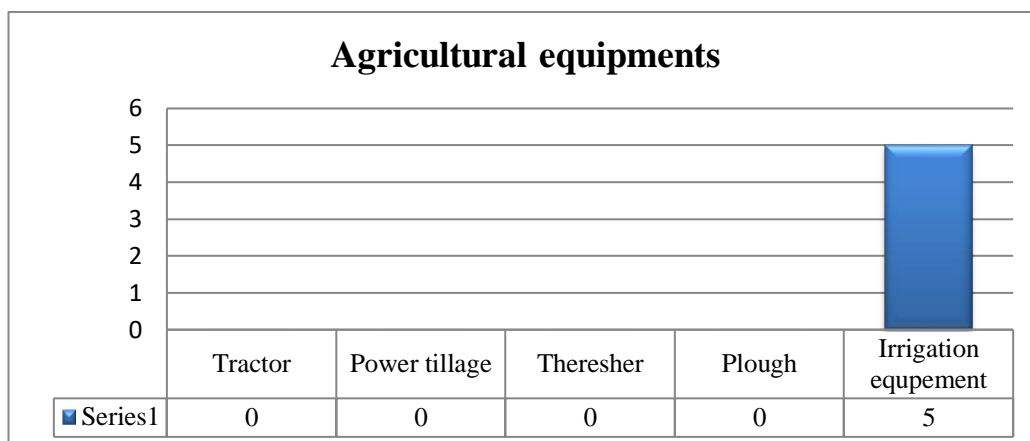 Agricultural equipments
6
5
4
3
2
1
0
Tractor
Power tillage
Theresher
Plough
Irrigation
equpement
Series1 0 0 0 0 5